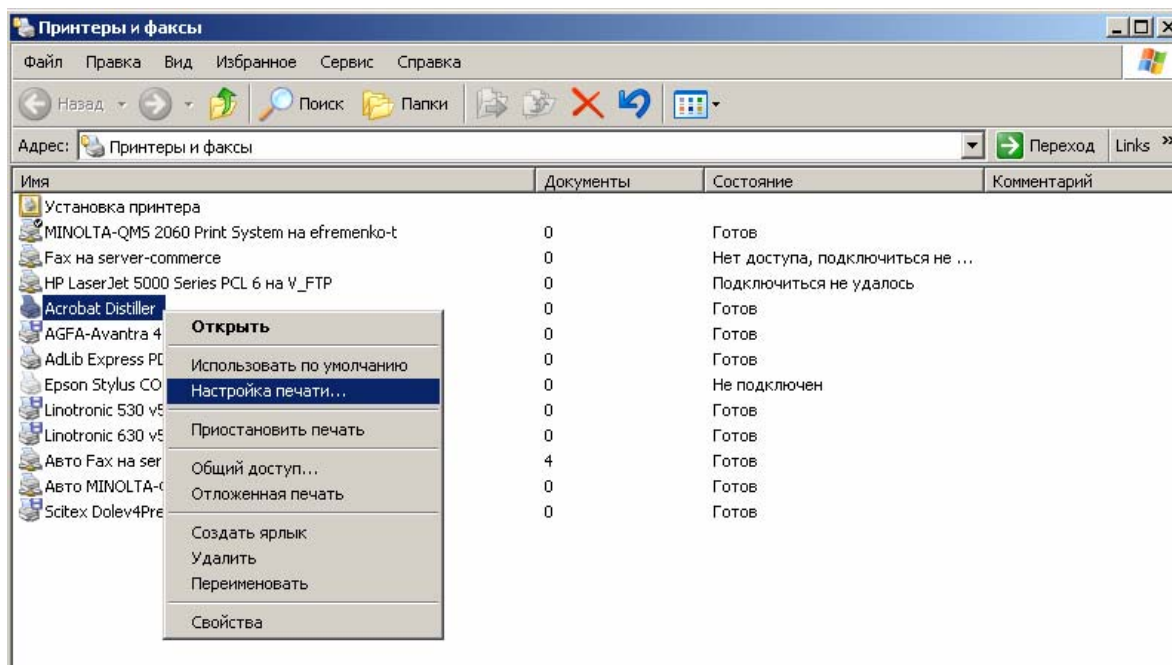 Принтеры и факсы
Файл Правка Вид Избранное Сервис Справка
Назад Поиск Папки
Адрес: Принтеры и факсы Переход Links »
Имя Документы Состояние Комментарий
Установка принтера
MINOLTA-QMS 2060 Print System на efremenko-t 0 Готов
Fax на server-commerce 0 Нет доступа, подключиться не ...
HP LaserJet 5000 Series PCL 6 на V_FTP 0 Подключиться не удалось
Acrobat Distiller 0 Готов
AGFA-Avantra 4 0 Готов
AdLib Express PD 0 Готов
Epson Stylus CO 0 Не подключен
Linotronic 530 v5 0 Готов
Linotronic 630 v5 0 Готов
Авто Fax на ser 4 Готов
Авто MINOLTA-Q 0 Готов
Scitex Dolev4Pre 0 Готов
Открыть
Использовать по умолчанию
Настройка печати...
Приостановить печать
Общий доступ...
Отложенная печать
Создать ярлык
Удалить
Переименовать
Свойства